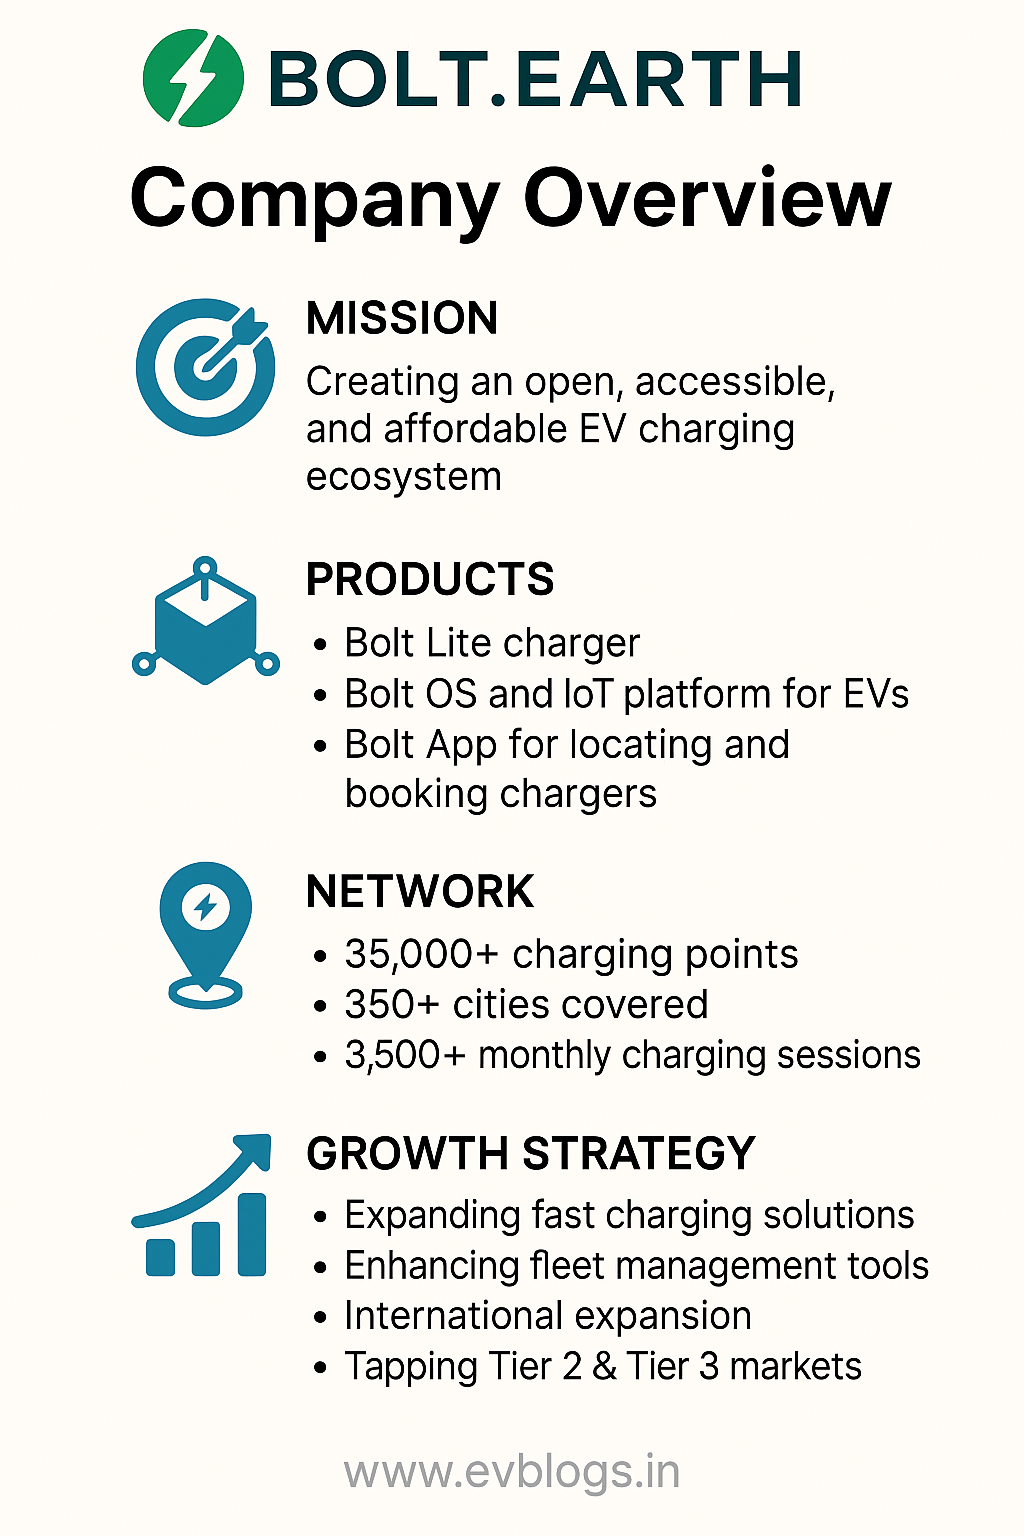 BOLT.EARTH
Company Overview
MISSION
Creating an open, accessible,
and affordable EV charging
ecosystem
PRODUCTS
• Bolt Lite charger
• Bolt OS and IoT platform for EVs
• Bolt App for locating and
booking chargers
NETWORK
• 35,000+ charging points
• 350+ cities covered
• 3,500+ monthly charging sessions
GROWTH STRATEGY
• Expanding fast charging solutions
• Enhancing fleet management tools
• International expansion
• Tapping Tier 2 & Tier 3 markets
www.evblogs.in